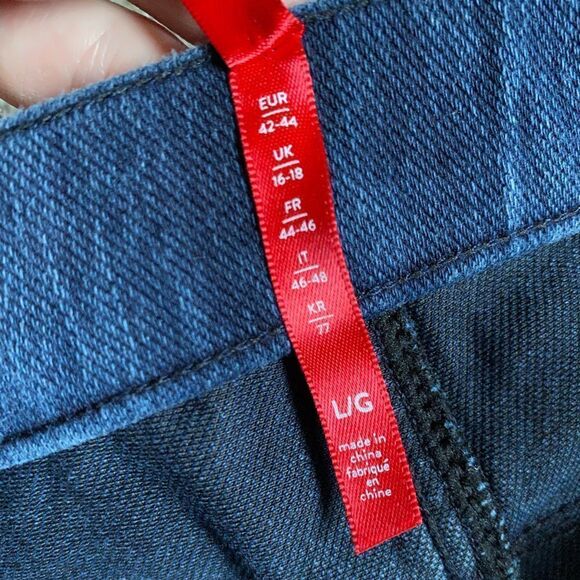 EUR
42-44
UK
16-18
FR
44-46
IT
46-48
KR
77
L/G
made in
china
fabriqué
en
chine